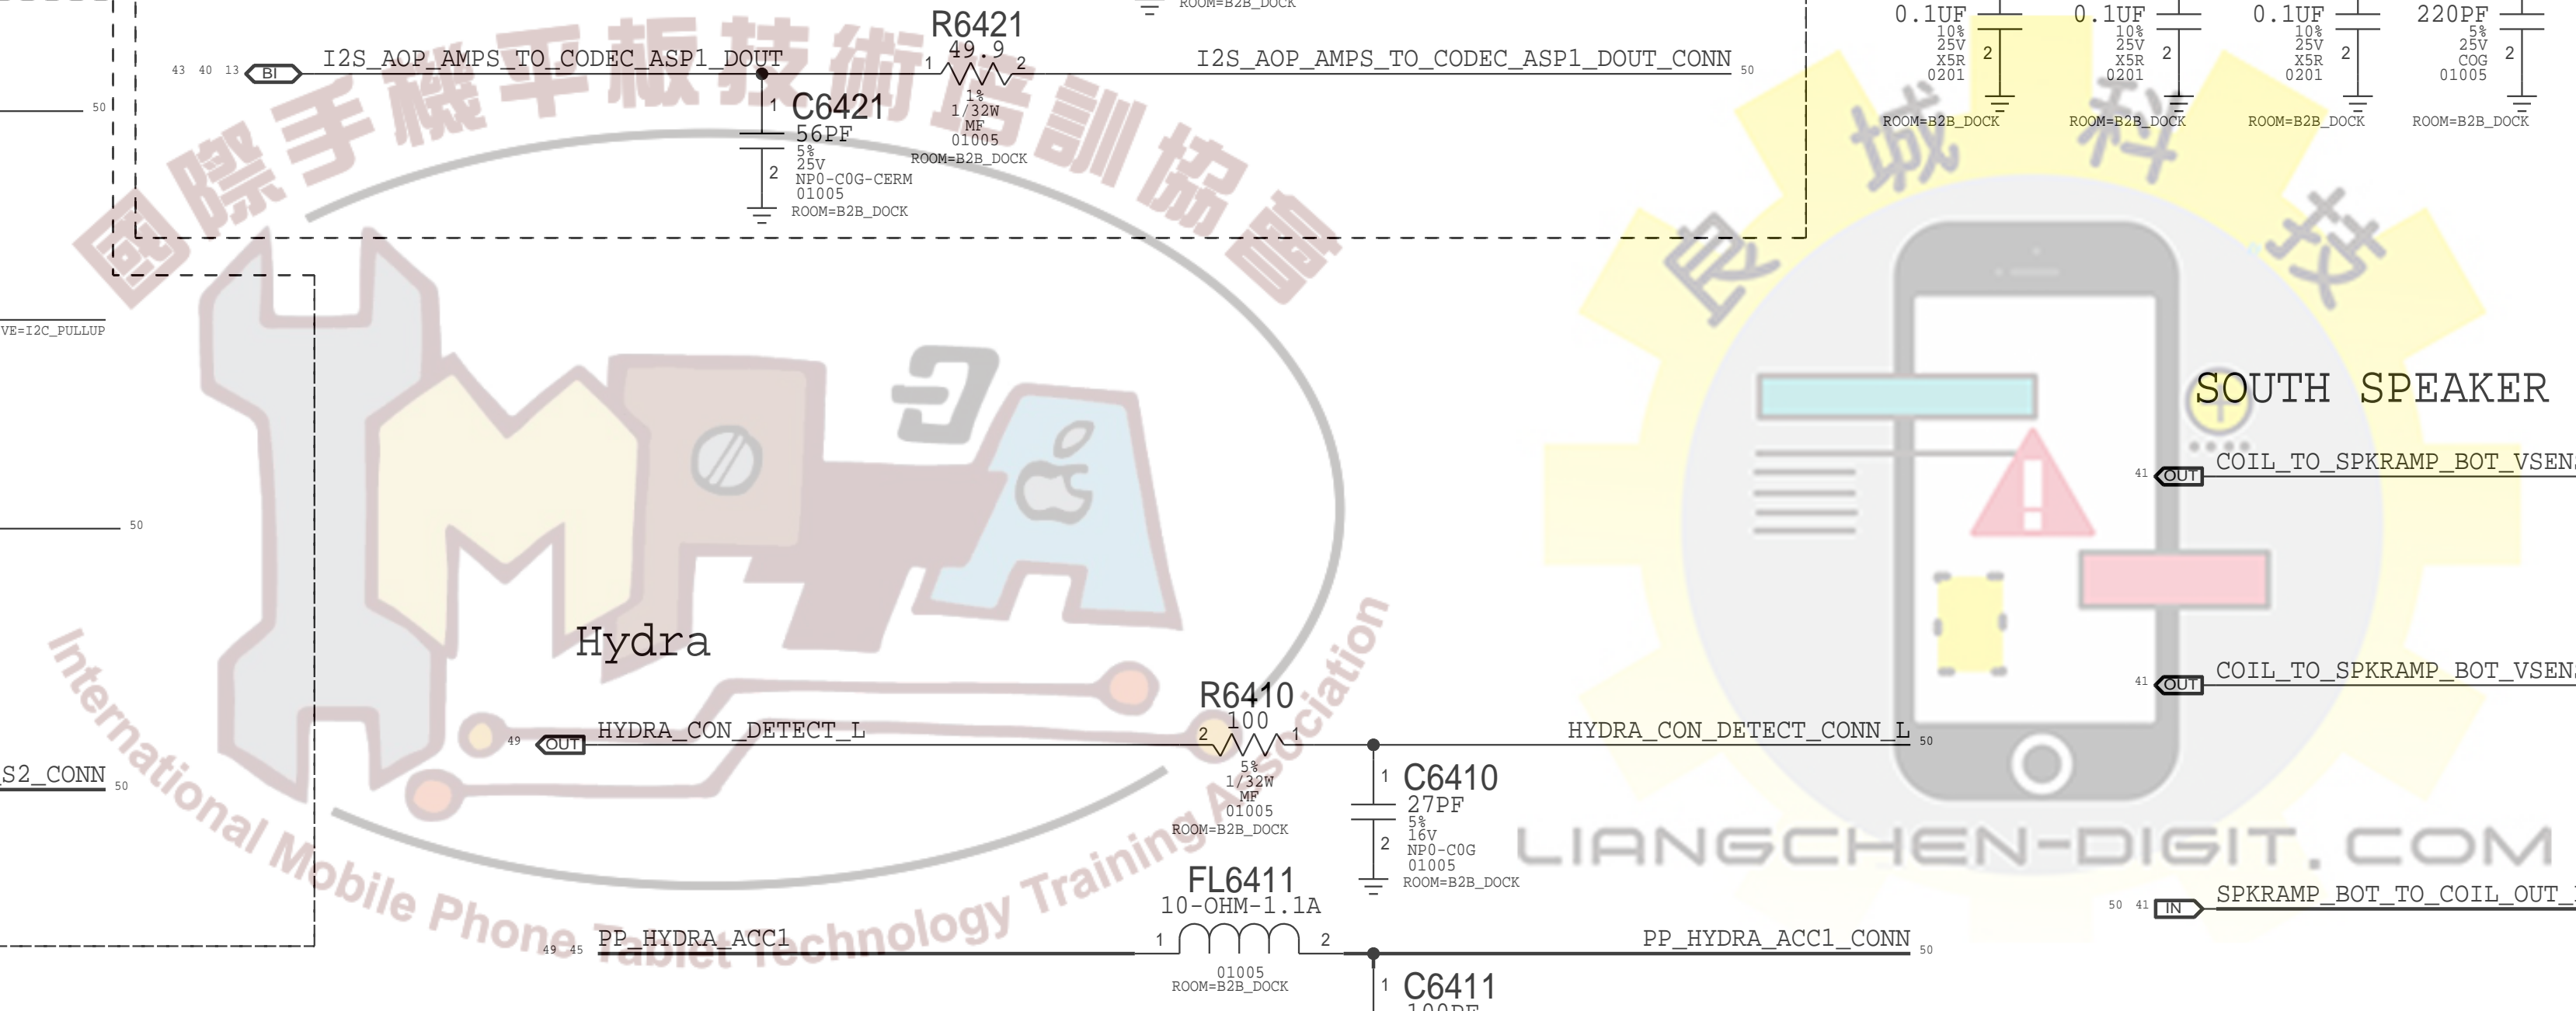 ROOM=B2B_DOCK
R6421
49.9
43 40 13 BI I2S_AOP_AMPS_TO_CODEC_ASP1_DOUT
1 2
I2S_AOP_AMPS_TO_CODEC_ASP1_DOUT_CONN 50
1%
1/32W
MF
01005
ROOM=B2B_DOCK
1 C6421
56PF
5%
25V
2 NP0-C0G-CERM
01005
ROOM=B2B_DOCK
0.1UF
10%
25V
X5R
0201
2
ROOM=B2B_DOCK
0.1UF
10%
25V
X5R
0201
2
ROOM=B2B_DOCK
0.1UF
10%
25V
X5R
0201
2
ROOM=B2B_DOCK
220PF
5%
25V
COG
01005
2
ROOM=B2B_DOCK
50
國際手機平板技術培訓協會
良城科技
VE=I2C_PULLUP
50
S2_CONN 50
SOUTH SPEAKER
41 OUT COIL_TO_SPKRAMP_BOT_VSEN
41 OUT COIL_TO_SPKRAMP_BOT_VSEN
50 41 IN SPKRAMP_BOT_TO_COIL_OUT_
Hydra
R6410
100
49 OUT HYDRA_CON_DETECT_L
2 1
HYDRA_CON_DETECT_CONN_L 50
5%
1/32W
MF
01005
ROOM=B2B_DOCK
1 C6410
27PF
5%
16V
2 NP0-C0G
01005
ROOM=B2B_DOCK
FL6411
10-OHM-1.1A
49 45 PP_HYDRA_ACC1
1 2
PP_HYDRA_ACC1_CONN 50
01005
ROOM=B2B_DOCK
1 C6411
100PF
International Mobile Phone Tablet Technology Training Association
LIANGCHEN-DIGIT.COM